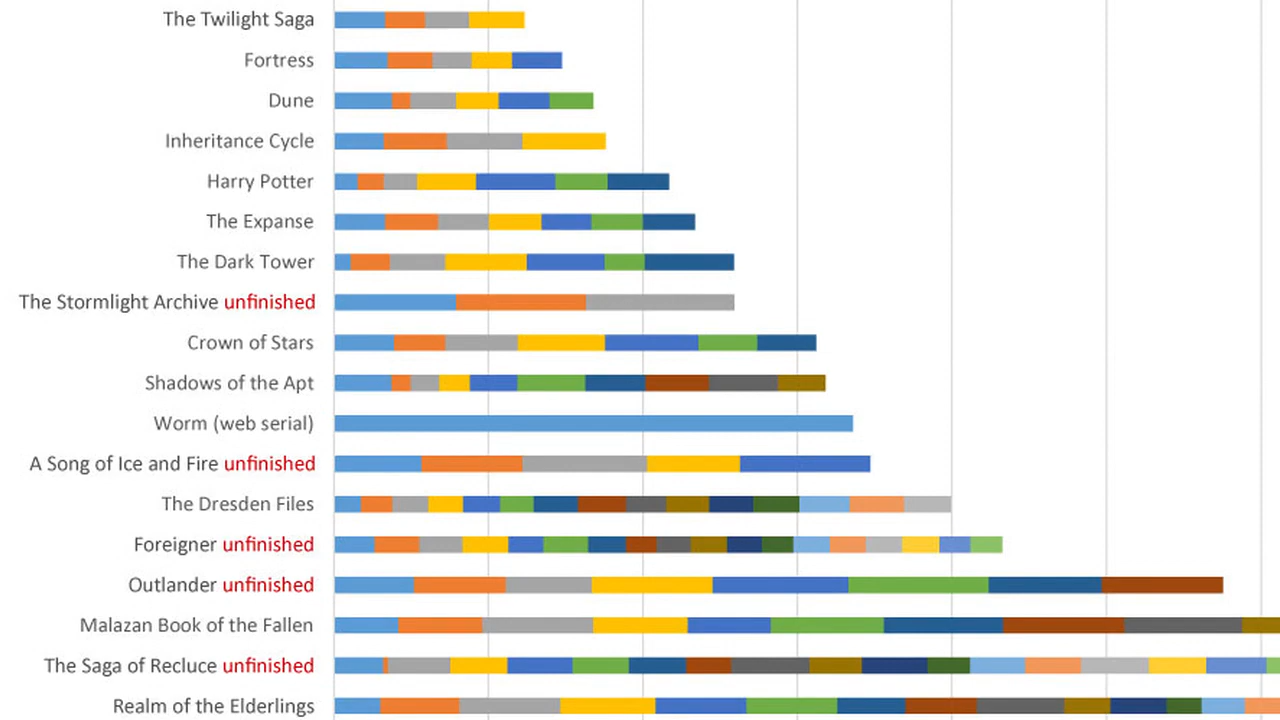 The Twilight Saga
Fortress
Dune
Inheritance Cycle
Harry Potter
The Expanse
The Dark Tower
The Stormlight Archive unfinished
Crown of Stars
Shadows of the Apt
Worm (web serial)
A Song of Ice and Fire unfinished
The Dresden Files
Foreigner unfinished
Outlander unfinished
Malazan Book of the Fallen
The Saga of Recluce unfinished
Realm of the Elderlings